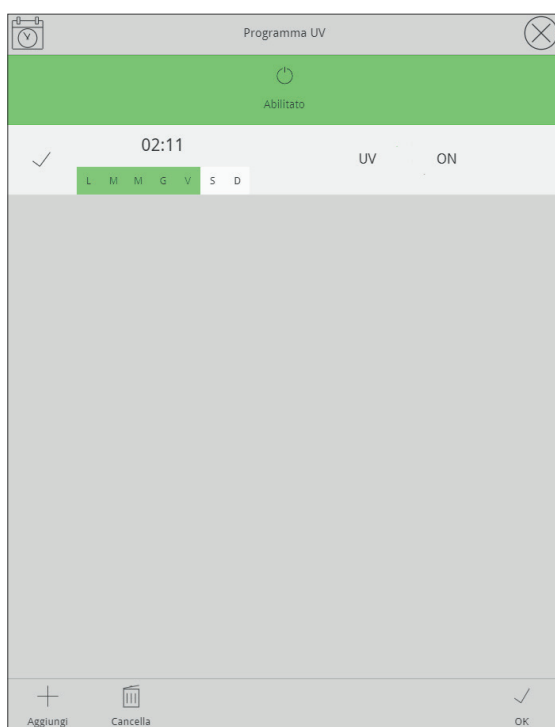 Programma UV
Abilitato
02:11
UV ON
L M M G V S D
Aggiungi Cancella OK